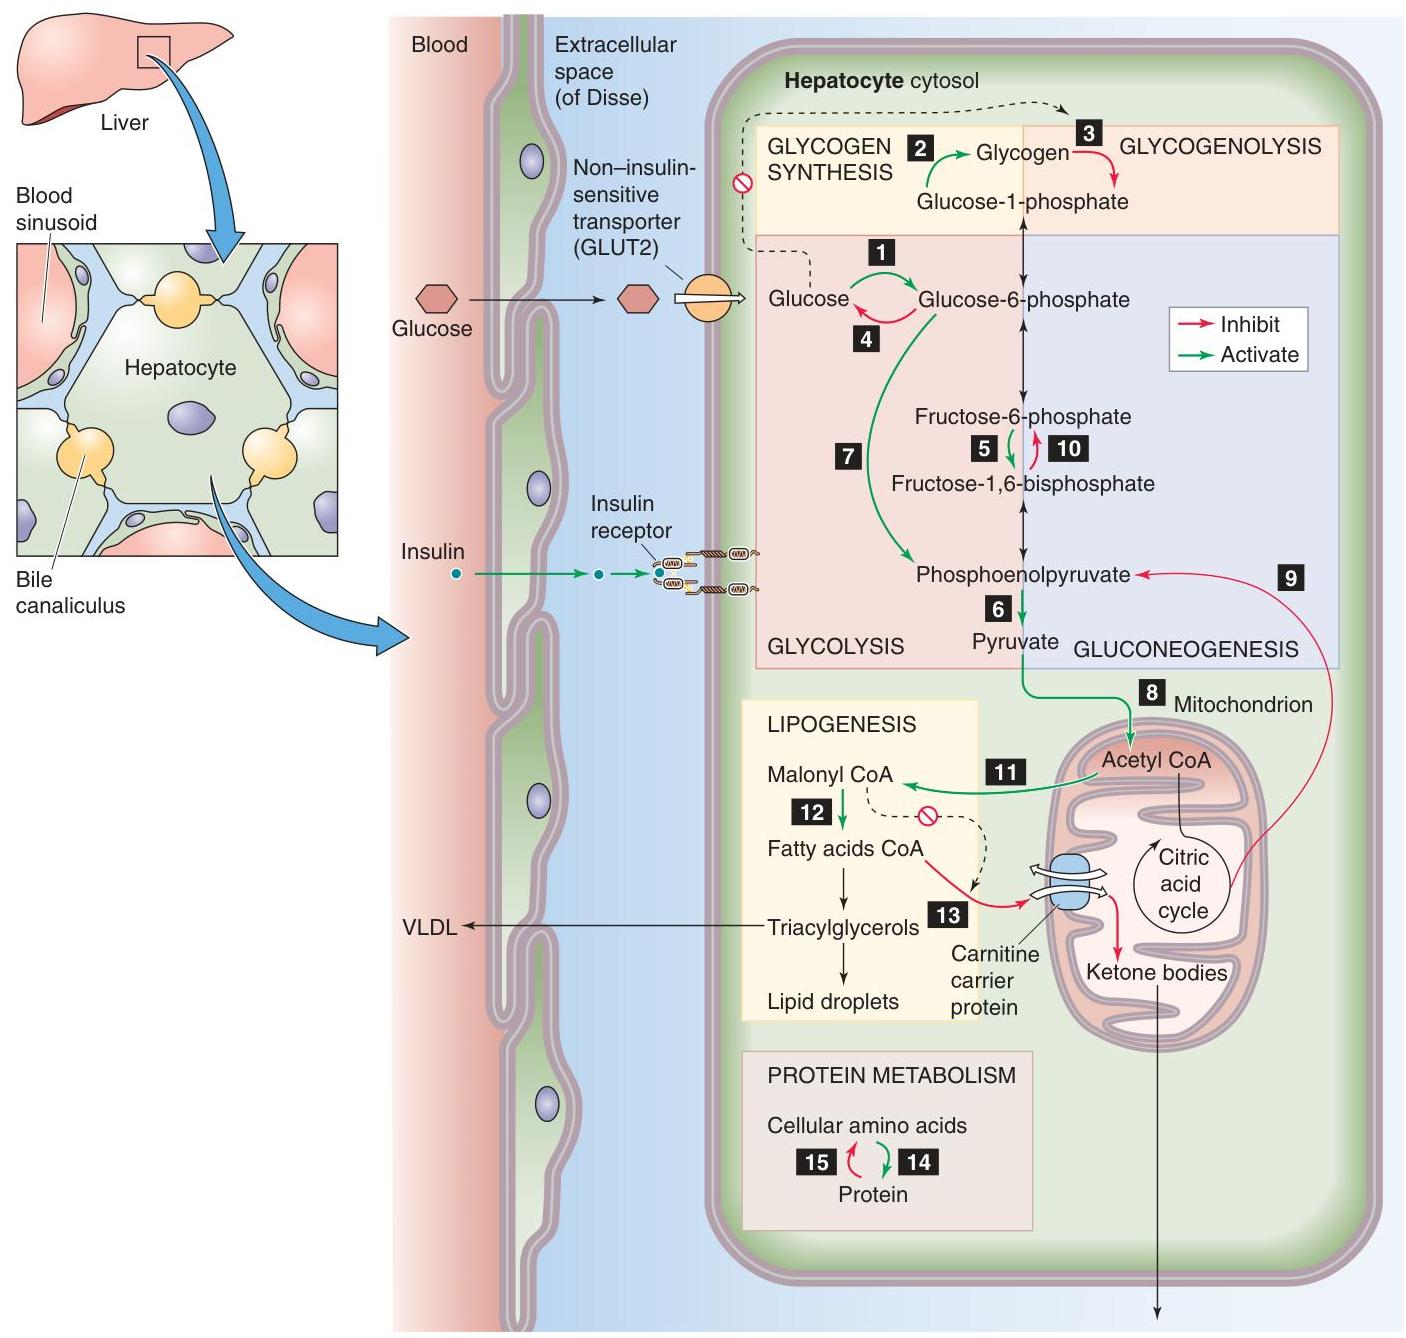 Liver
Blood
sinusoid
Hepatocyte
Bile
canaliculus
Blood
Extracellular
space
(of Disse)
Non–insulin-
sensitive
transporter
(GLUT2)
Glucose
Insulin
Insulin
receptor
VLDL
Hepatocyte cytosol
GLYCOGEN
SYNTHESIS
2
Glycogen
3
GLYCOGENOLYSIS
Glucose-1-phosphate
1
Glucose
Glucose-6-phosphate
4
Inhibit
Activate
Fructose-6-phosphate
7
5
10
Fructose-1,6-bisphosphate
Phosphoenolpyruvate
9
6
Pyruvate
GLYCOLYSIS
GLUCONEOGENESIS
8
Mitochondrion
LIPOGENESIS
Acetyl CoA
Malonyl CoA
11
12
Fatty acids CoA
Citric
acid
cycle
13
Triacylglycerols
Carnitine
carrier
protein
Ketone bodies
Lipid droplets
PROTEIN METABOLISM
Cellular amino acids
15
14
Protein